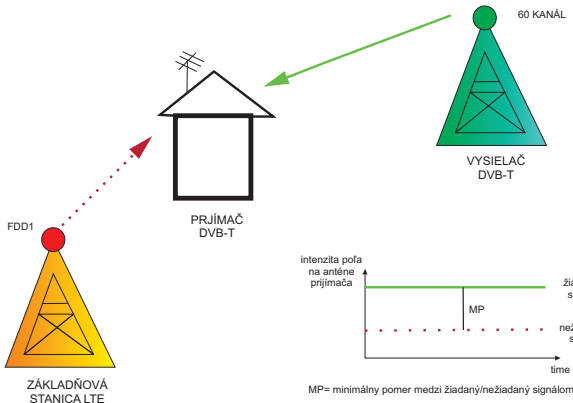 60 KANÁL
VYSIELAČ
DVB-T
PRJÍMAČ
DVB-T
FDD1
ZÁKLADŇOVÁ
STANICA LTE
intenzita poľa
na anténe
prijímača
MP
time
MP= minimálny pomer medzi žiadaný/nežiadaný signálom